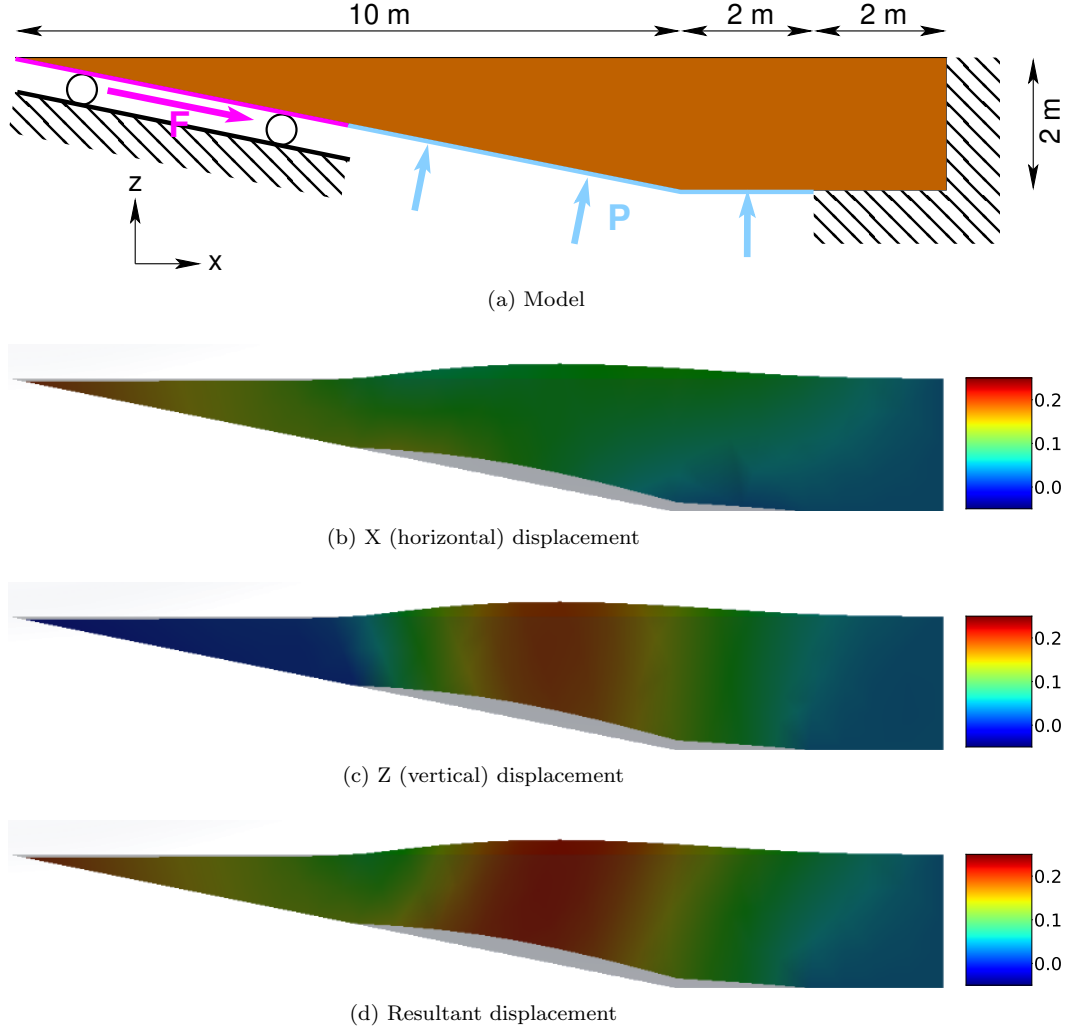 10 m 2 m 2 m
F
2 m
z
P
x
(a) Model
0.2
0.1
0.0
(b) X (horizontal) displacement
0.2
0.1
0.0
(c) Z (vertical) displacement
0.2
0.1
0.0
(d) Resultant displacement